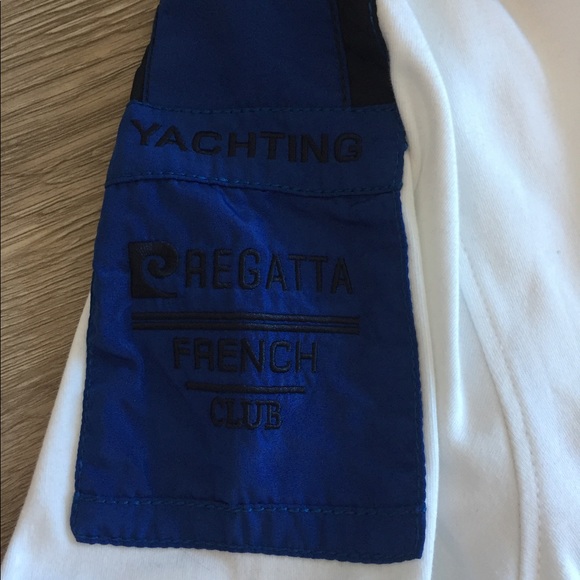 YACHTING
REGATTA
FRENCH
CLUB